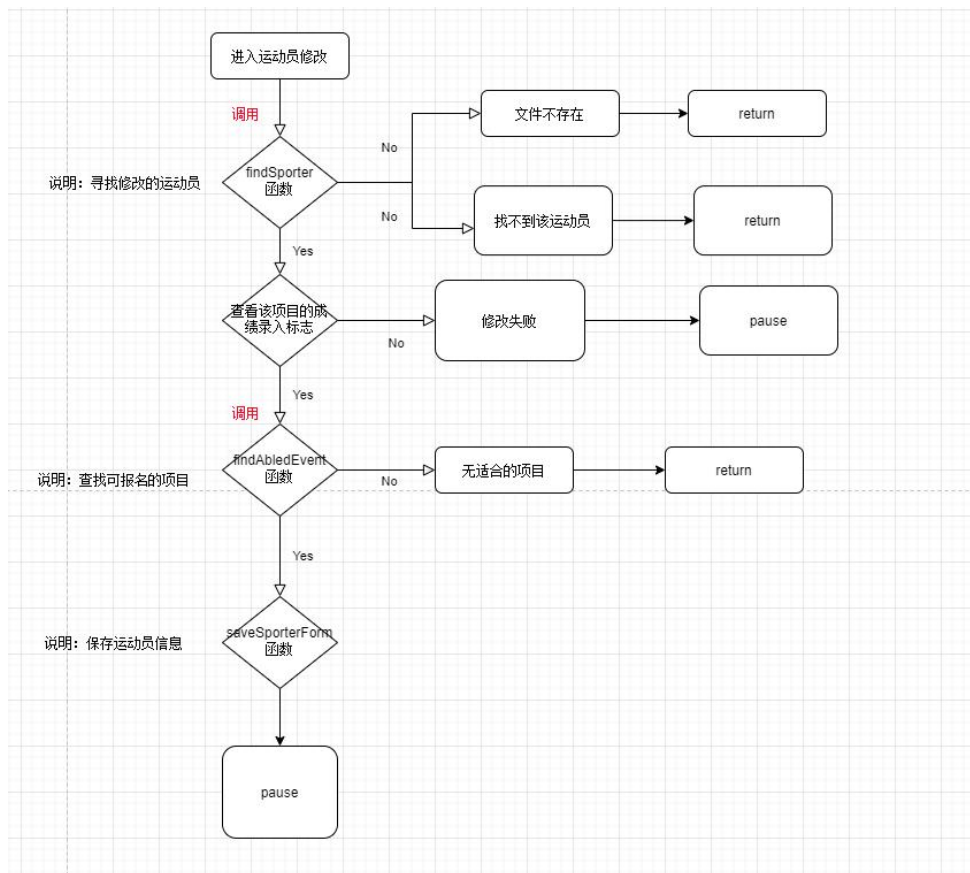 进入运动员修改
调用
No
文件不存在
return
说明：寻找修改的运动员
findSporter
函数
No
找不到该运动员
return
Yes
查看该项目的成
绩录入标志
No
修改失败
pause
Yes
调用
说明：查找可报名的项目
findAbledEvent
函数
No
无适合的项目
return
Yes
说明：保存运动员信息
saveSporterForm
函数
pause